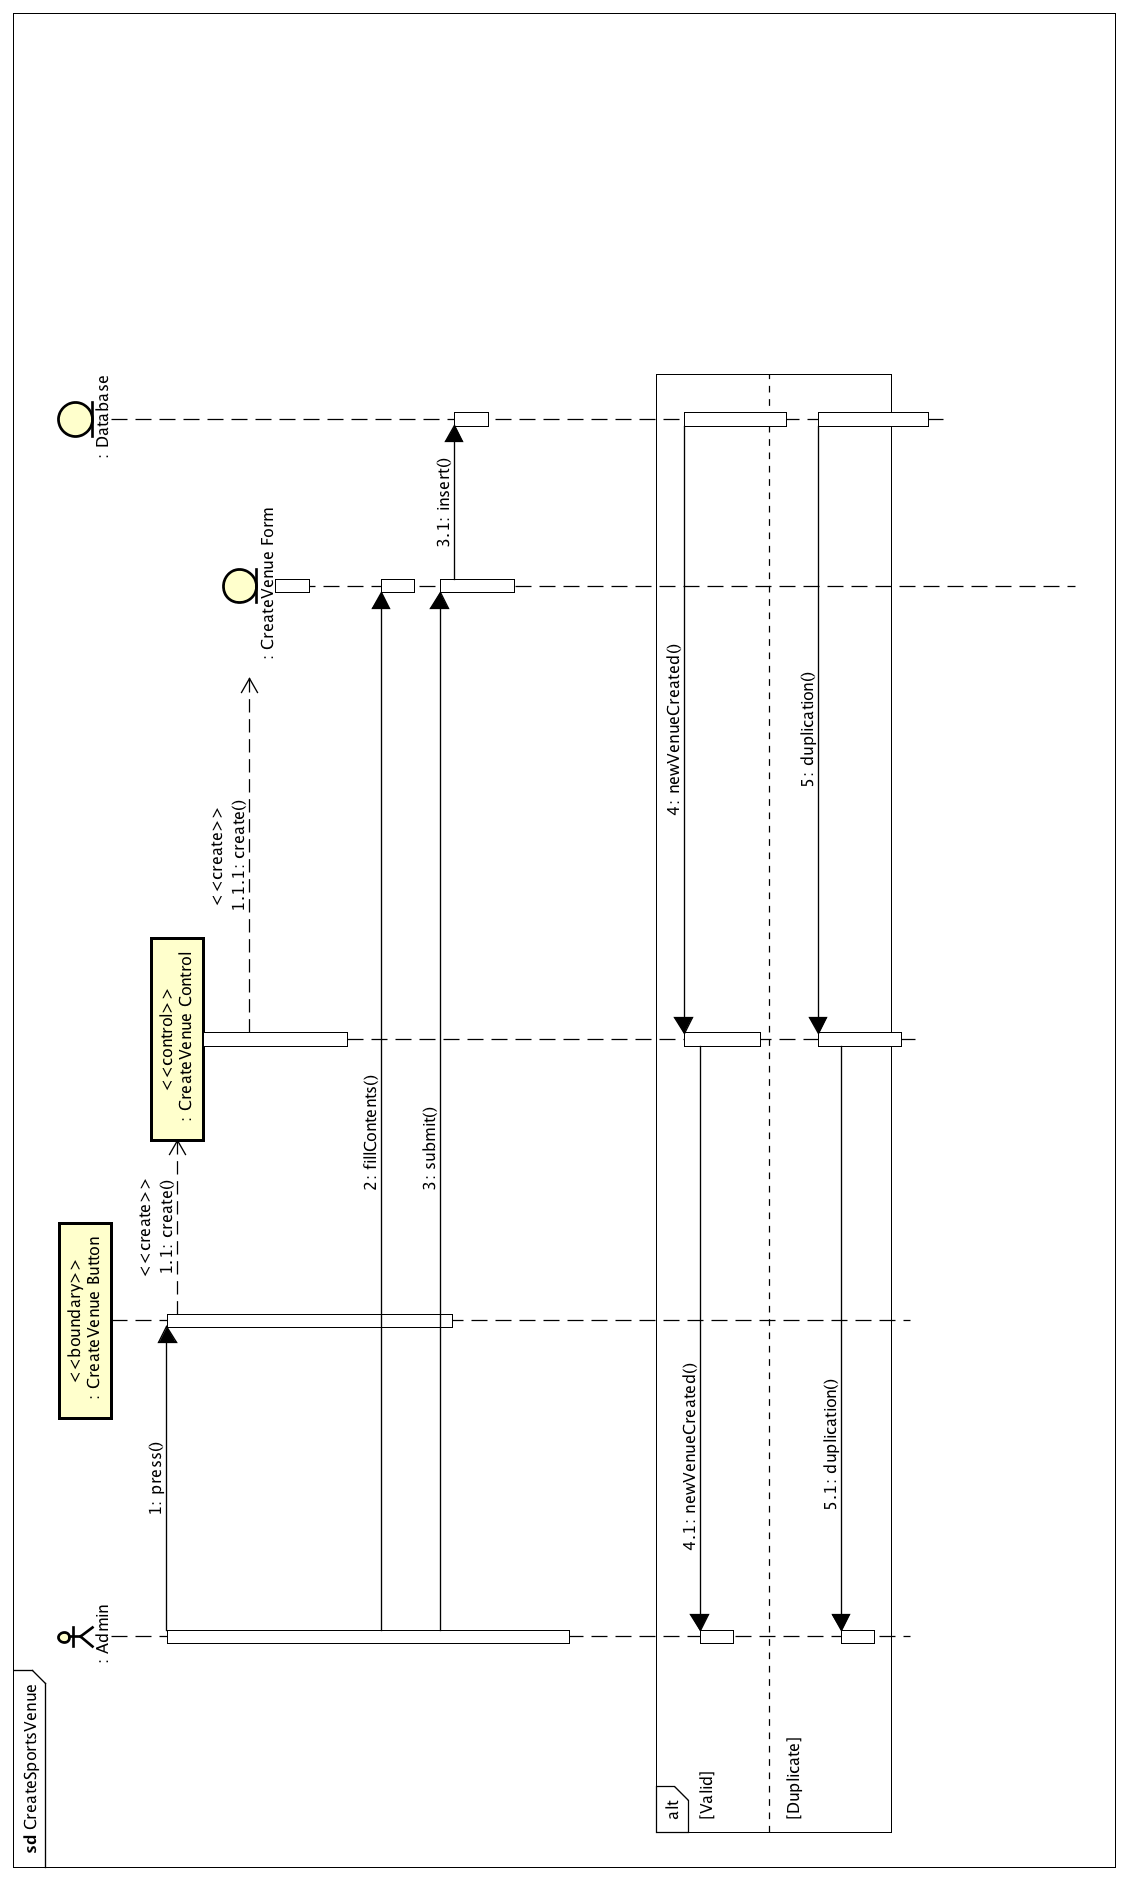 sd CreateSportsVenue
: Admin
<<boundary>>
: CreateVenue Button
<<control>>
: CreateVenue Control
: CreateVenue Form
: Database
1: press()
<<create>>
1.1: create()
<<create>>
1.1.1: create()
2: fillContents()
3: submit()
3.1: insert()
alt
[Valid]
4: newVenueCreated()
4.1: newVenueCreated()
[Duplicate]
5: duplication()
5.1: duplication()